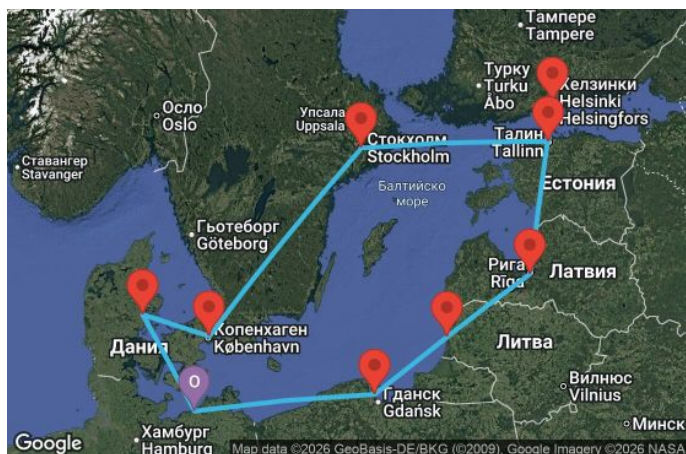 Тампере
Tampere
Турку
Turku
Åbo
Хелзинки
Helsinki
Helsingfors
Осло
Oslo
Упсала
Uppsala
Стокхолм
Stockholm
Талин
Tallinn
Ставангер
Stavanger
Балтийско
море
Естония
Гьотеборг
Göteborg
Рига
Rīga
Латвия
Копенхаген
København
Дания
Литва
O
Гданск
Gdańsk
Вилнюс
Vilnius
Минск
Хамбург
Hamburg
Google
Map data ©2026 GeoBasis-DE/BKG (©2009), Google Imagery ©2026 NASA